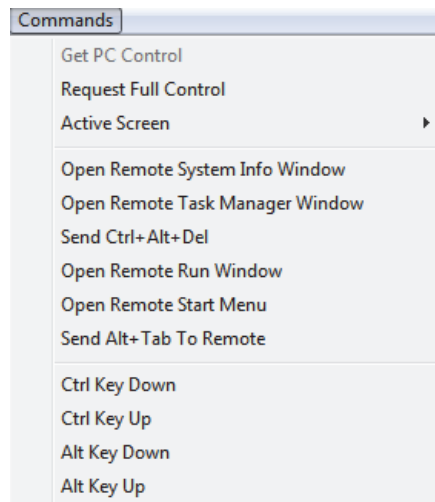 Commands
Get PC Control
Request Full Control
Active Screen
Open Remote System Info Window
Open Remote Task Manager Window
Send Ctrl+Alt+Del
Open Remote Run Window
Open Remote Start Menu
Send Alt+Tab To Remote
Ctrl Key Down
Ctrl Key Up
Alt Key Down
Alt Key Up